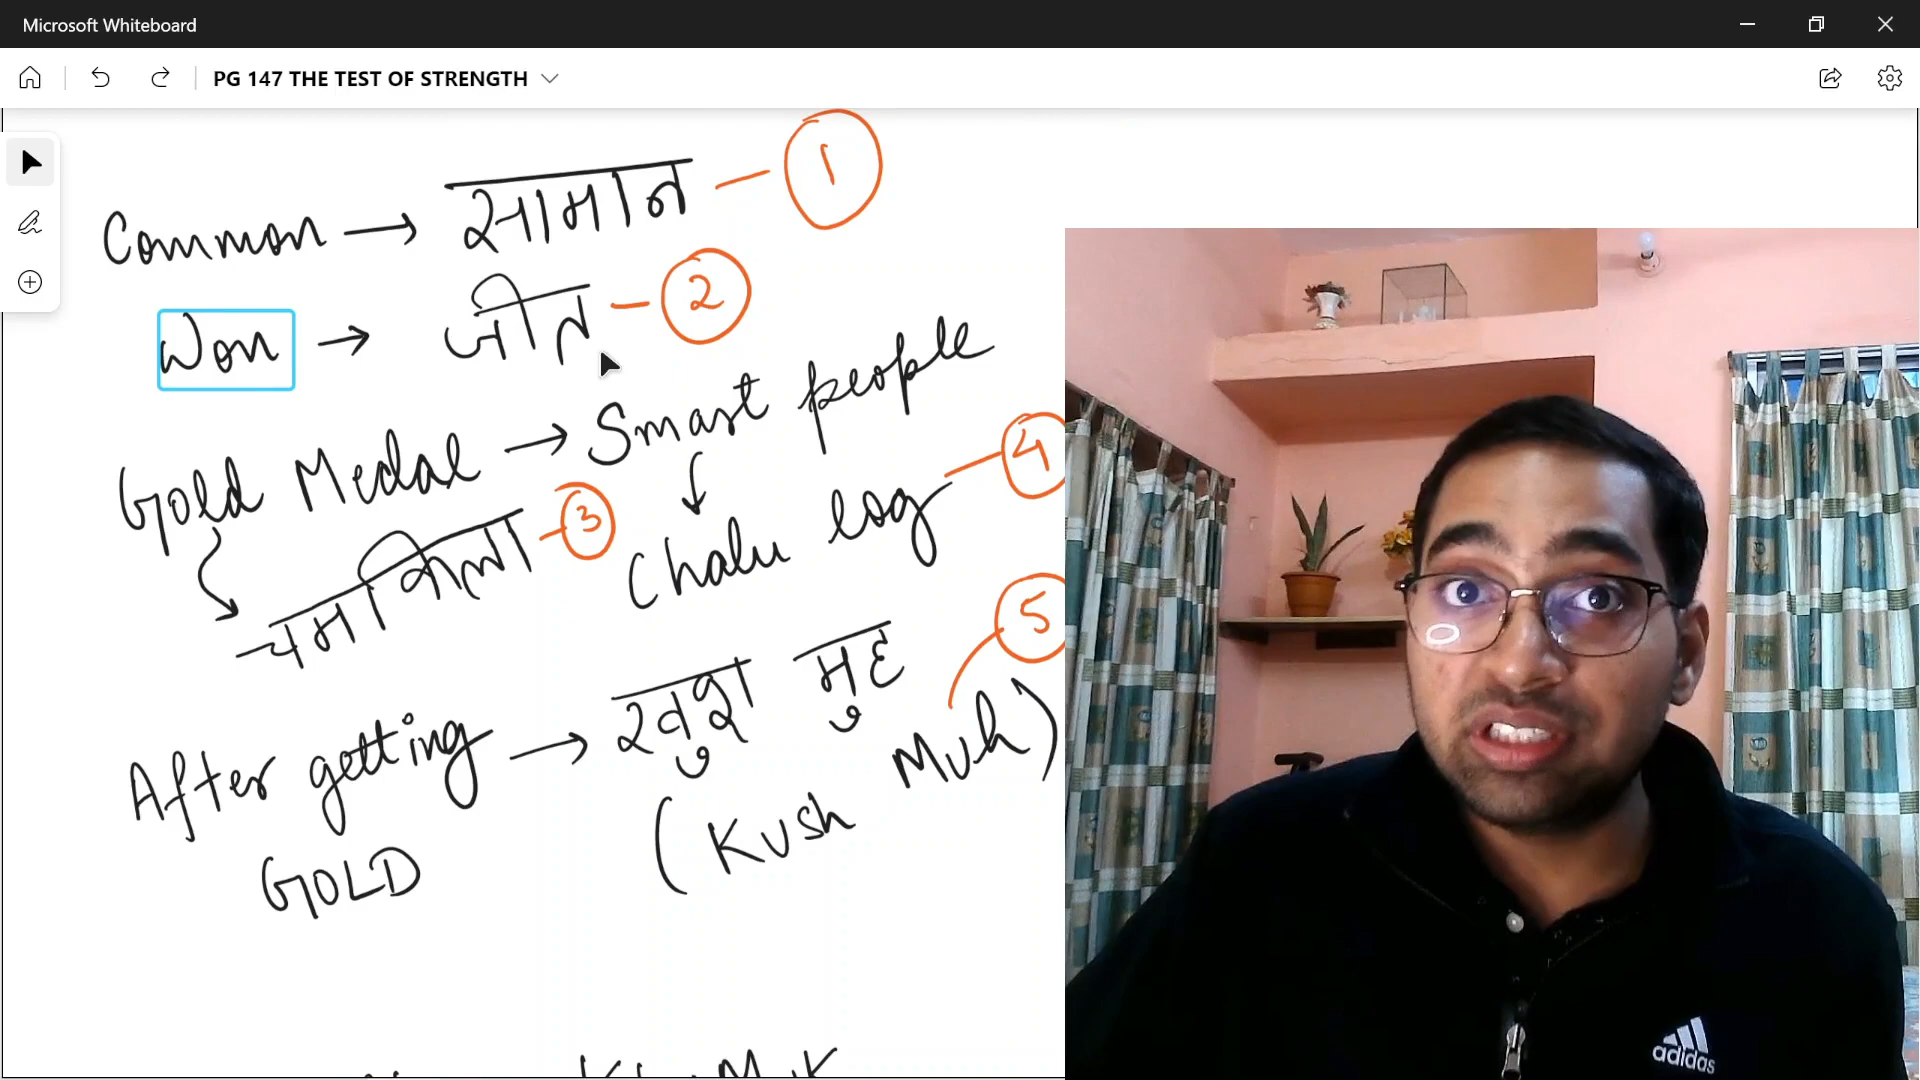 Microsoft Whiteboard
PG 147 THE TEST OF STRENGTH
Common → सामान - 1
Won → जीत - 2
Gold Medal → Smart people
चमकिला - 3
Chalu log - 4
After getting GOLD → खुश मुह
(Kush Muh) 5
adidas